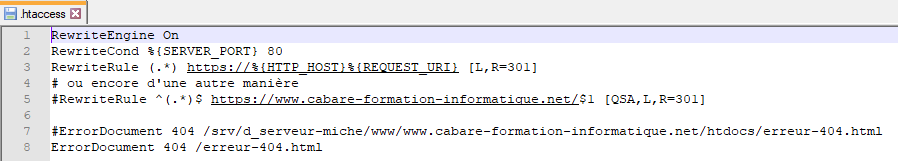 .htaccess
1 RewriteEngine On
2 RewriteCond %{SERVER_PORT} 80
3 RewriteRule (.*) https://%{HTTP_HOST}%{REQUEST_URI} [L,R=301]
4 # ou encore d'une autre manière
5 #RewriteRule ^(.*)$ https://www.cabare-formation-informatique.net/$1 [QSA,L,R=301]
6
7 #ErrorDocument 404 /srv/d_serveur-miche/www/www.cabare-formation-informatique.net/htdocs/erreur-404.html
8 ErrorDocument 404 /erreur-404.html